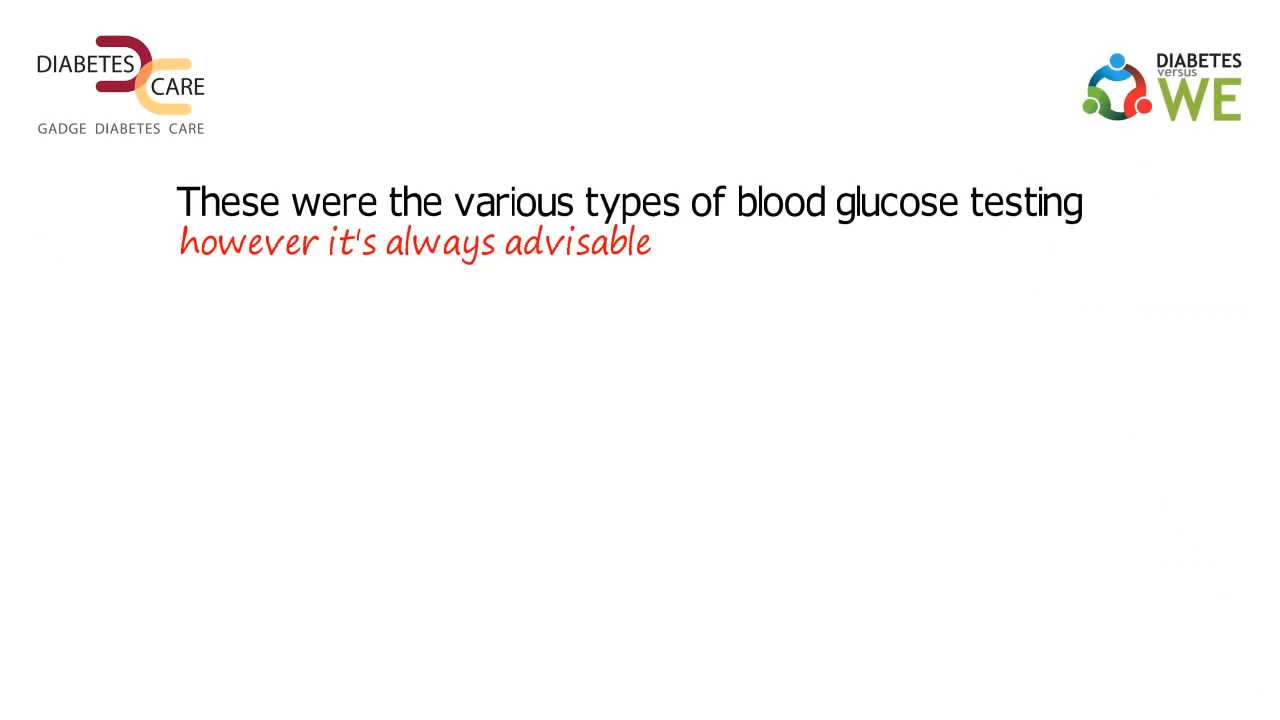 DIABETES
CARE
GADGE DIABETES CARE
DIABETES
versus
WE
These were the various types of blood glucose testing
however it's always advisable